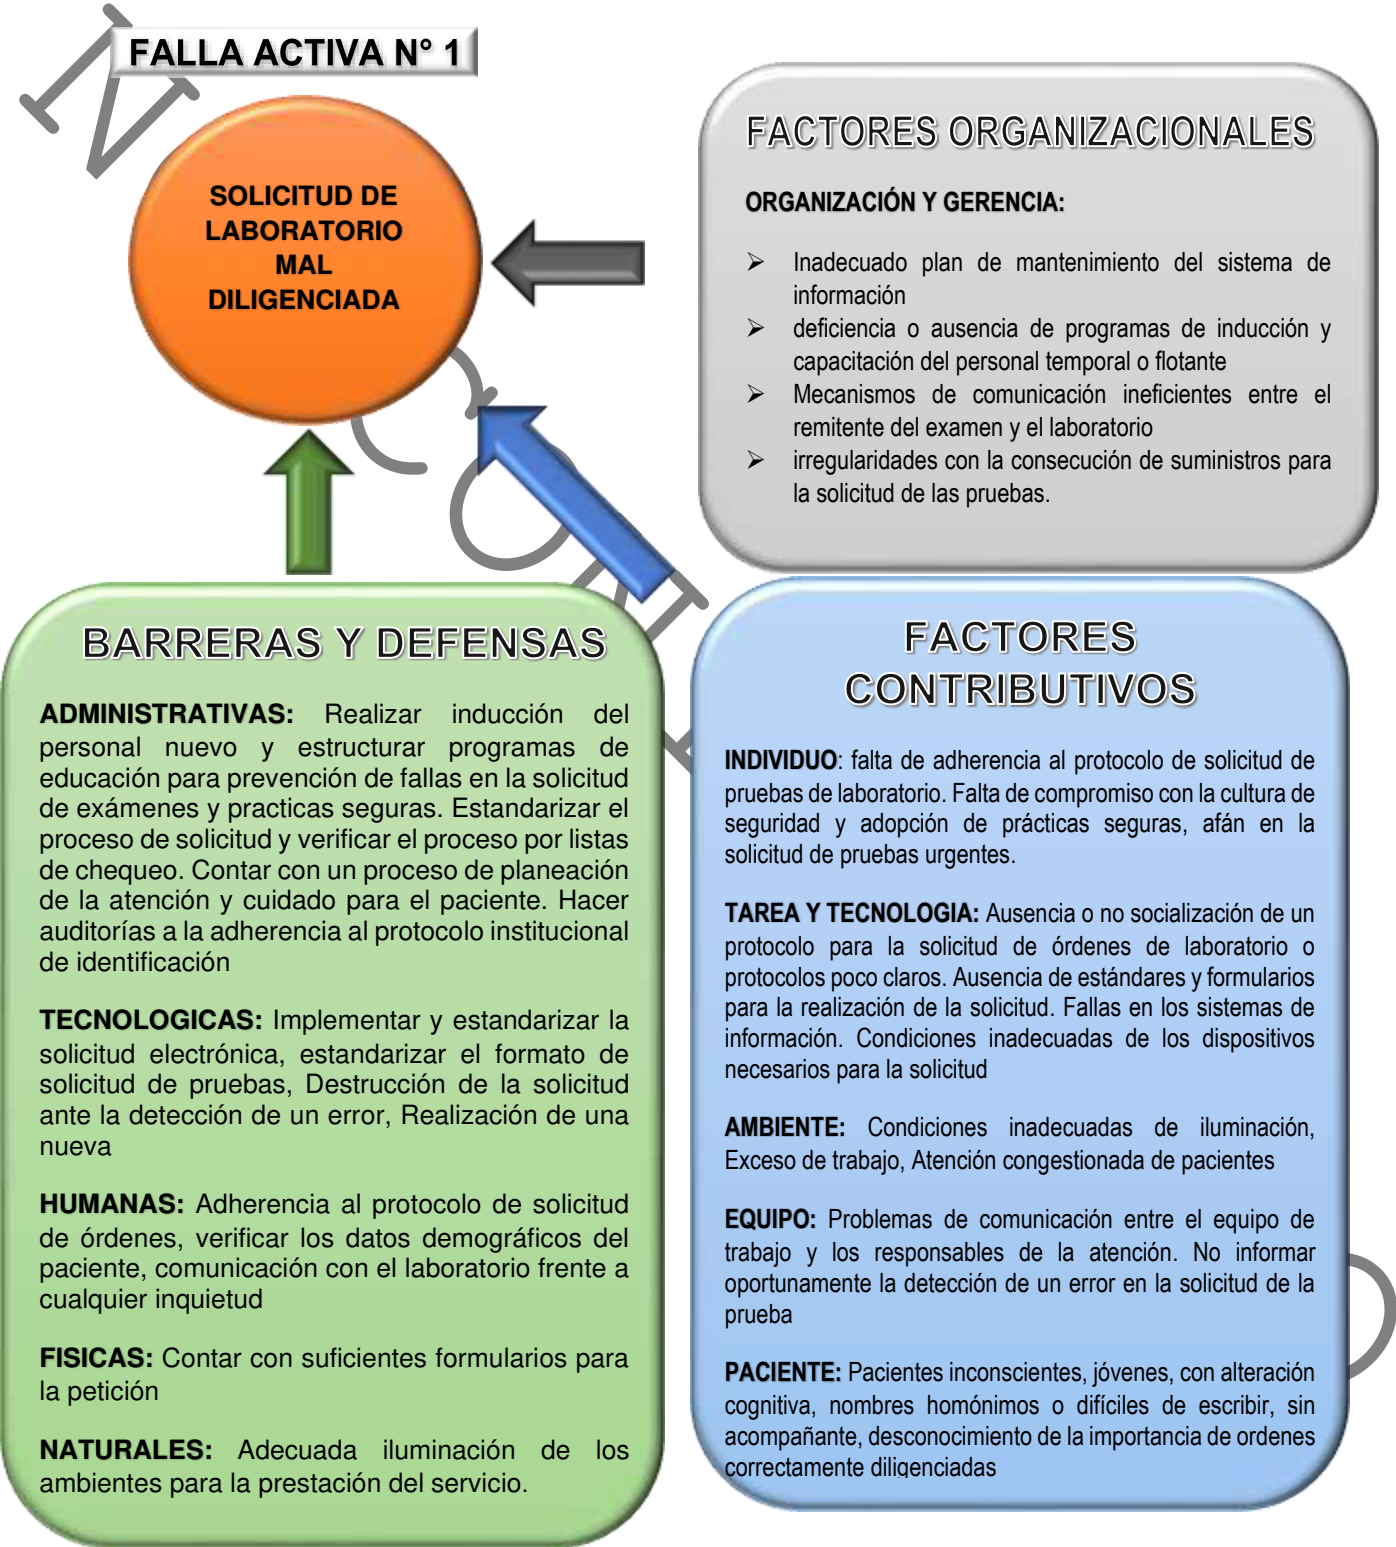 FALLA ACTIVA N° 1
SOLICITUD DE
LABORATORIO
MAL
DILIGENCIADA
FACTORES ORGANIZACIONALES
ORGANIZACIÓN Y GERENCIA:
➢ Inadecuado plan de mantenimiento del sistema de
información
➢ deficiencia o ausencia de programas de inducción y
capacitación del personal temporal o flotante
➢ Mecanismos de comunicación ineficientes entre el
remitente del examen y el laboratorio
➢ irregularidades con la consecución de suministros para
la solicitud de las pruebas.
BARRERAS Y DEFENSAS
ADMINISTRATIVAS: Realizar inducción del
personal nuevo y estructurar programas de
educación para prevención de fallas en la solicitud
de exámenes y practicas seguras. Estandarizar el
proceso de solicitud y verificar el proceso por listas
de chequeo. Contar con un proceso de planeación
de la atención y cuidado para el paciente. Hacer
auditorías a la adherencia al protocolo institucional
de identificación
TECNOLOGICAS: Implementar y estandarizar la
solicitud electrónica, estandarizar el formato de
solicitud de pruebas, Destrucción de la solicitud
ante la detección de un error, Realización de una
nueva
HUMANAS: Adherencia al protocolo de solicitud
de órdenes, verificar los datos demográficos del
paciente, comunicación con el laboratorio frente a
cualquier inquietud
FISICAS: Contar con suficientes formularios para
la petición
NATURALES: Adecuada iluminación de los
ambientes para la prestación del servicio.
FACTORES
CONTRIBUTIVOS
INDIVIDUO: falta de adherencia al protocolo de solicitud de
pruebas de laboratorio. Falta de compromiso con la cultura de
seguridad y adopción de prácticas seguras, afán en la
solicitud de pruebas urgentes.
TAREA Y TECNOLOGIA: Ausencia o no socialización de un
protocolo para la solicitud de órdenes de laboratorio o
protocolos poco claros. Ausencia de estándares y formularios
para la realización de la solicitud. Fallas en los sistemas de
información. Condiciones inadecuadas de los dispositivos
necesarios para la solicitud
AMBIENTE: Condiciones inadecuadas de iluminación,
Exceso de trabajo, Atención congestionada de pacientes
EQUIPO: Problemas de comunicación entre el equipo de
trabajo y los responsables de la atención. No informar
oportunamente la detección de un error en la solicitud de la
prueba
PACIENTE: Pacientes inconscientes, jóvenes, con alteración
cognitiva, nombres homónimos o difíciles de escribir, sin
acompañante, desconocimiento de la importancia de ordenes
correctamente diligenciadas